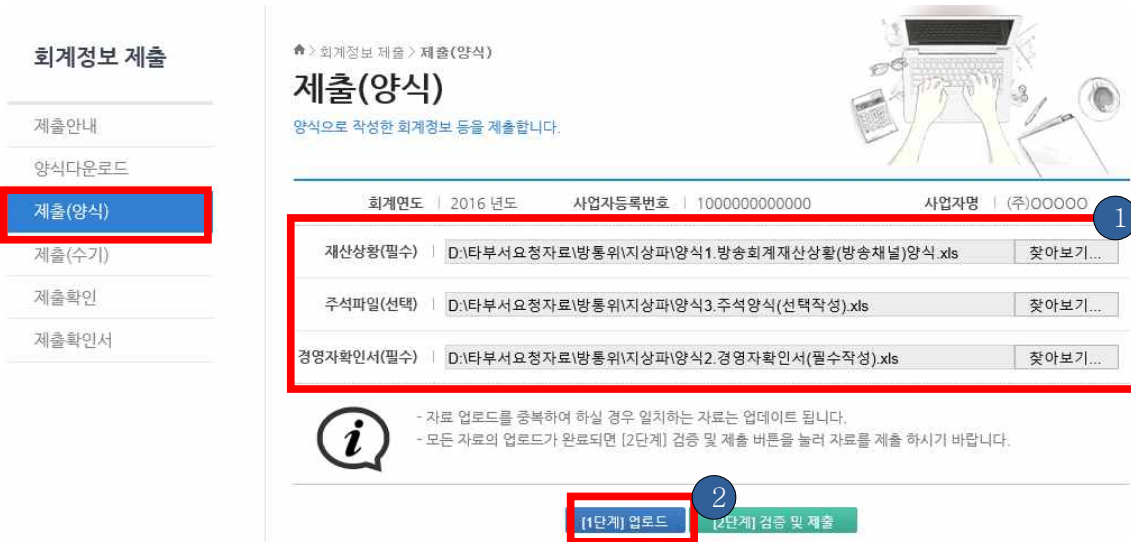 회계정보 제출
제출안내
양식다운로드
제출(양식)
제출(수기)
제출확인
제출확인서
> 회계정보 제출 > 제출(양식)
제출(양식)
양식으로 작성한 회계정보 등을 제출합니다.
회계연도 | 2016 년도 사업자등록번호 | 1000000000000 사업자명 | (주)OOOOO
1
재산상황(필수) | D:\타부서요청자료\방통위\지상파\양식1.방송회계재산상황(방송채널)양식.xls 찾아보기...
주석파일(선택) | D:\타부서요청자료\방통위\지상파\양식3.주석양식(선택작성).xls 찾아보기...
경영자확인서(필수) | D:\타부서요청자료\방통위\지상파\양식2.경영자확인서(필수작성).xls 찾아보기...
i
- 자료 업로드를 중복하여 하실 경우 일치하는 자료는 업데이트 됩니다.
- 모든 자료의 업로드가 완료되면 [2단계] 검증 및 제출 버튼을 눌러 자료를 제출 하시기 바랍니다.
2
[1단계] 업로드 [2단계] 검증 및 제출